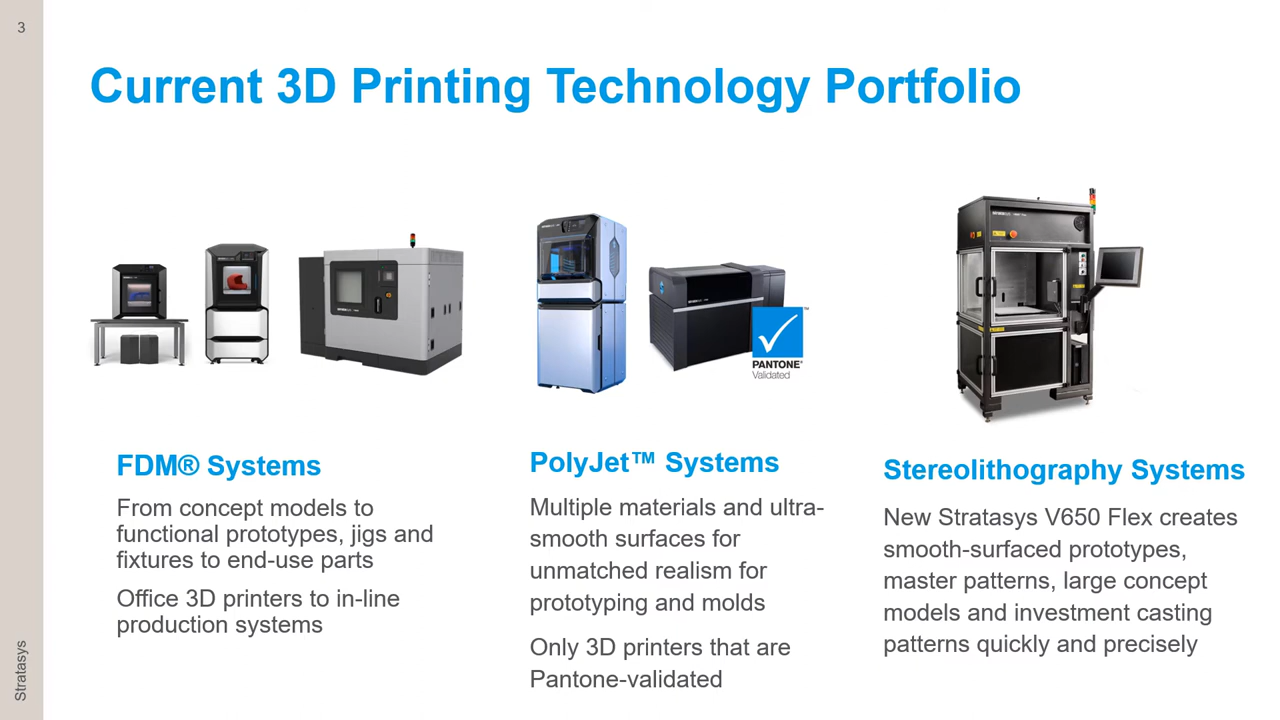 3
Current 3D Printing Technology Portfolio
PANTONE®
Validated
™
FDM® Systems
From concept models to
functional prototypes, jigs and
fixtures to end-use parts
Office 3D printers to in-line
production systems
PolyJet™ Systems
Multiple materials and ultra-
smooth surfaces for
unmatched realism for
prototyping and molds
Only 3D printers that are
Pantone-validated
Stereolithography Systems
New Stratasys V650 Flex creates
smooth-surfaced prototypes,
master patterns, large concept
models and investment casting
patterns quickly and precisely
Stratasys